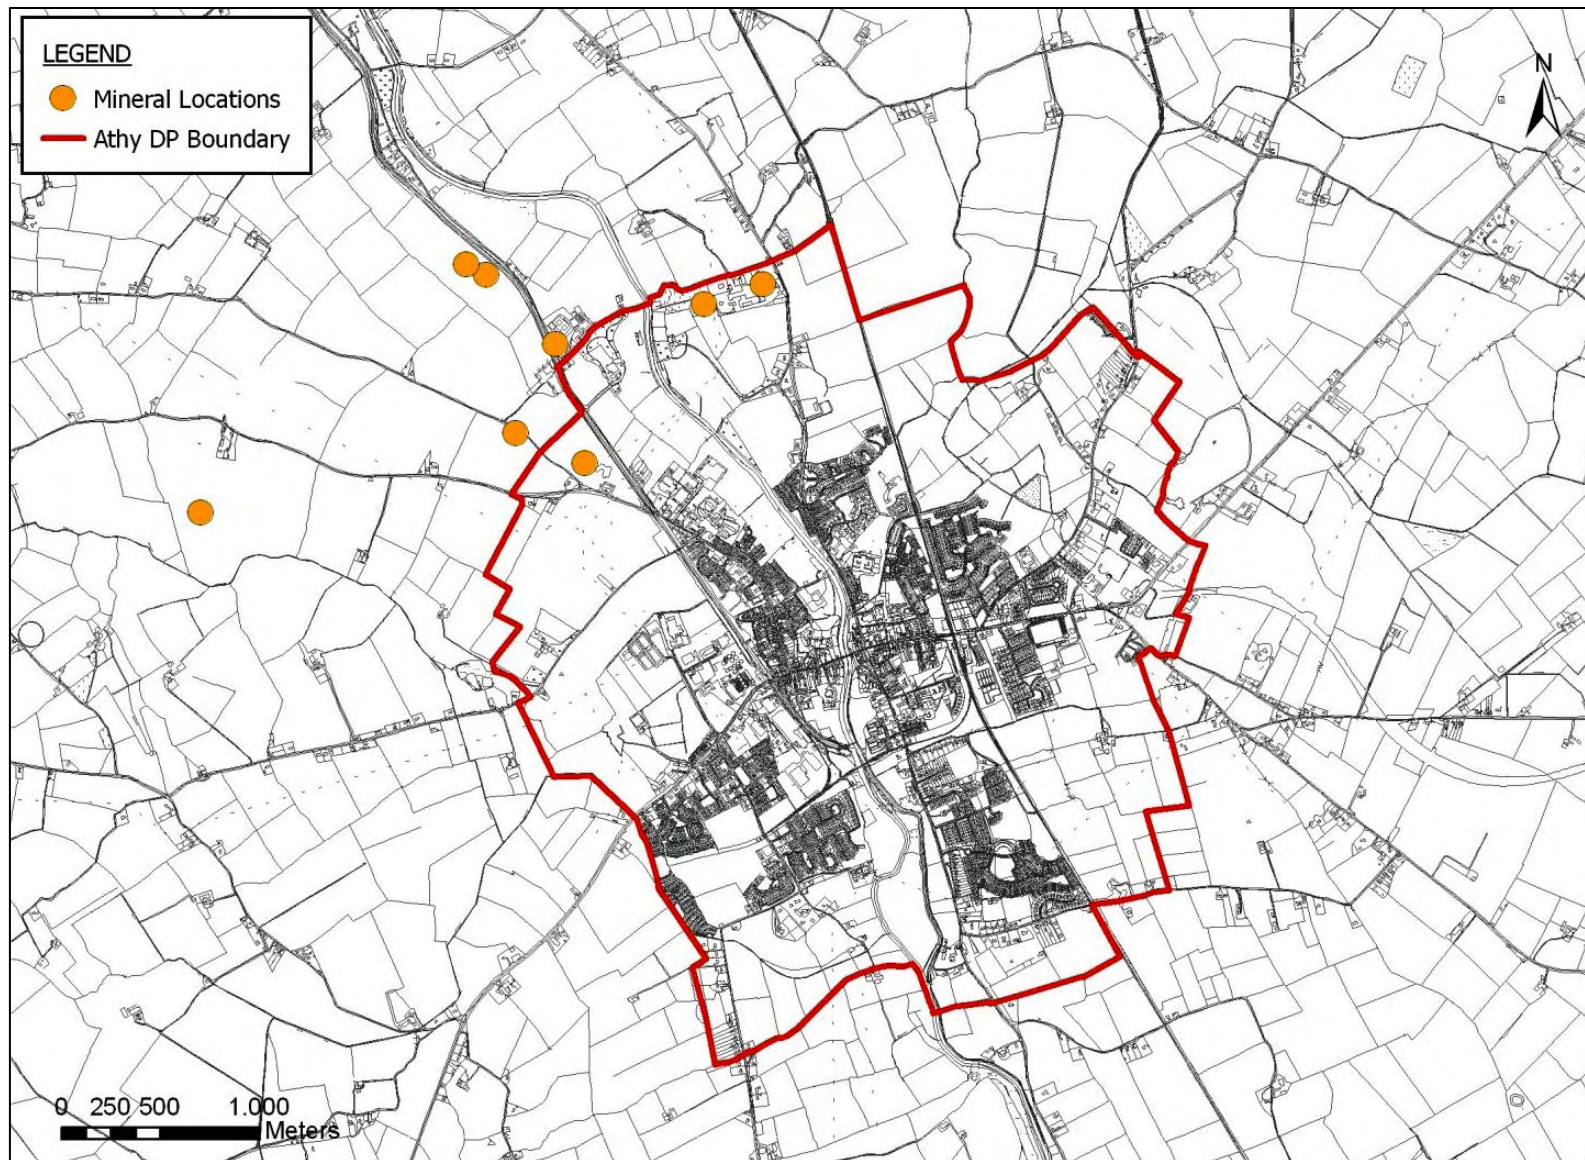 LEGEND
Mineral Locations
Athy DP Boundary
N
0 250 500 1.000
Meters